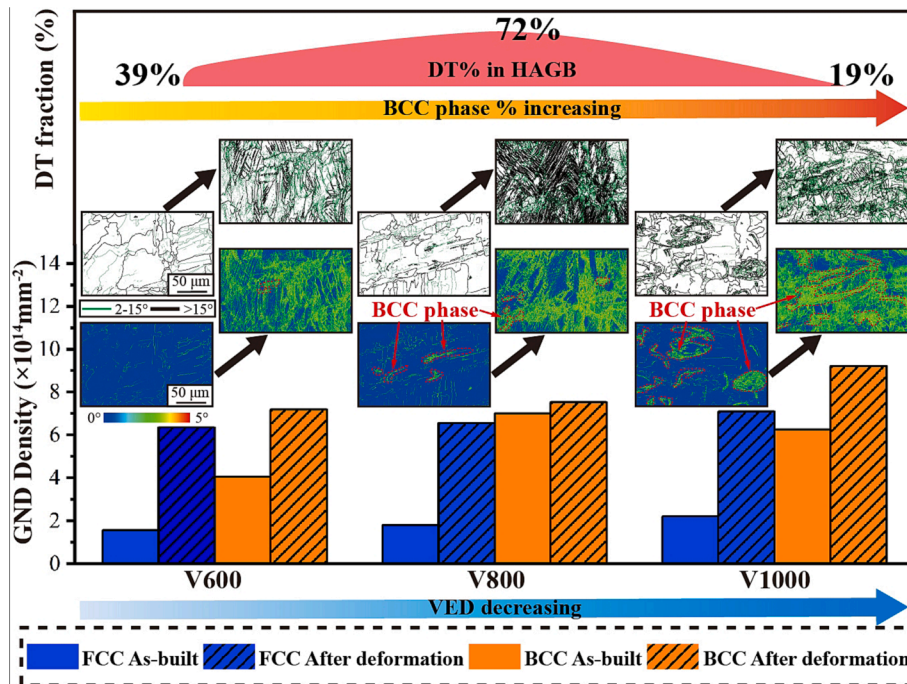 DT fraction (%)
72%
39%
DT% in HAGB
19%
BCC phase % increasing
GND Density (×10¹⁴mm⁻²)
14
12
10
8
6
4
2
0
50 μm
2-15° >15°
50 μm
0° 5°
BCC phase
BCC phase
V600 V800 V1000
VED decreasing
FCC As-built FCC After deformation BCC As-built BCC After deformation